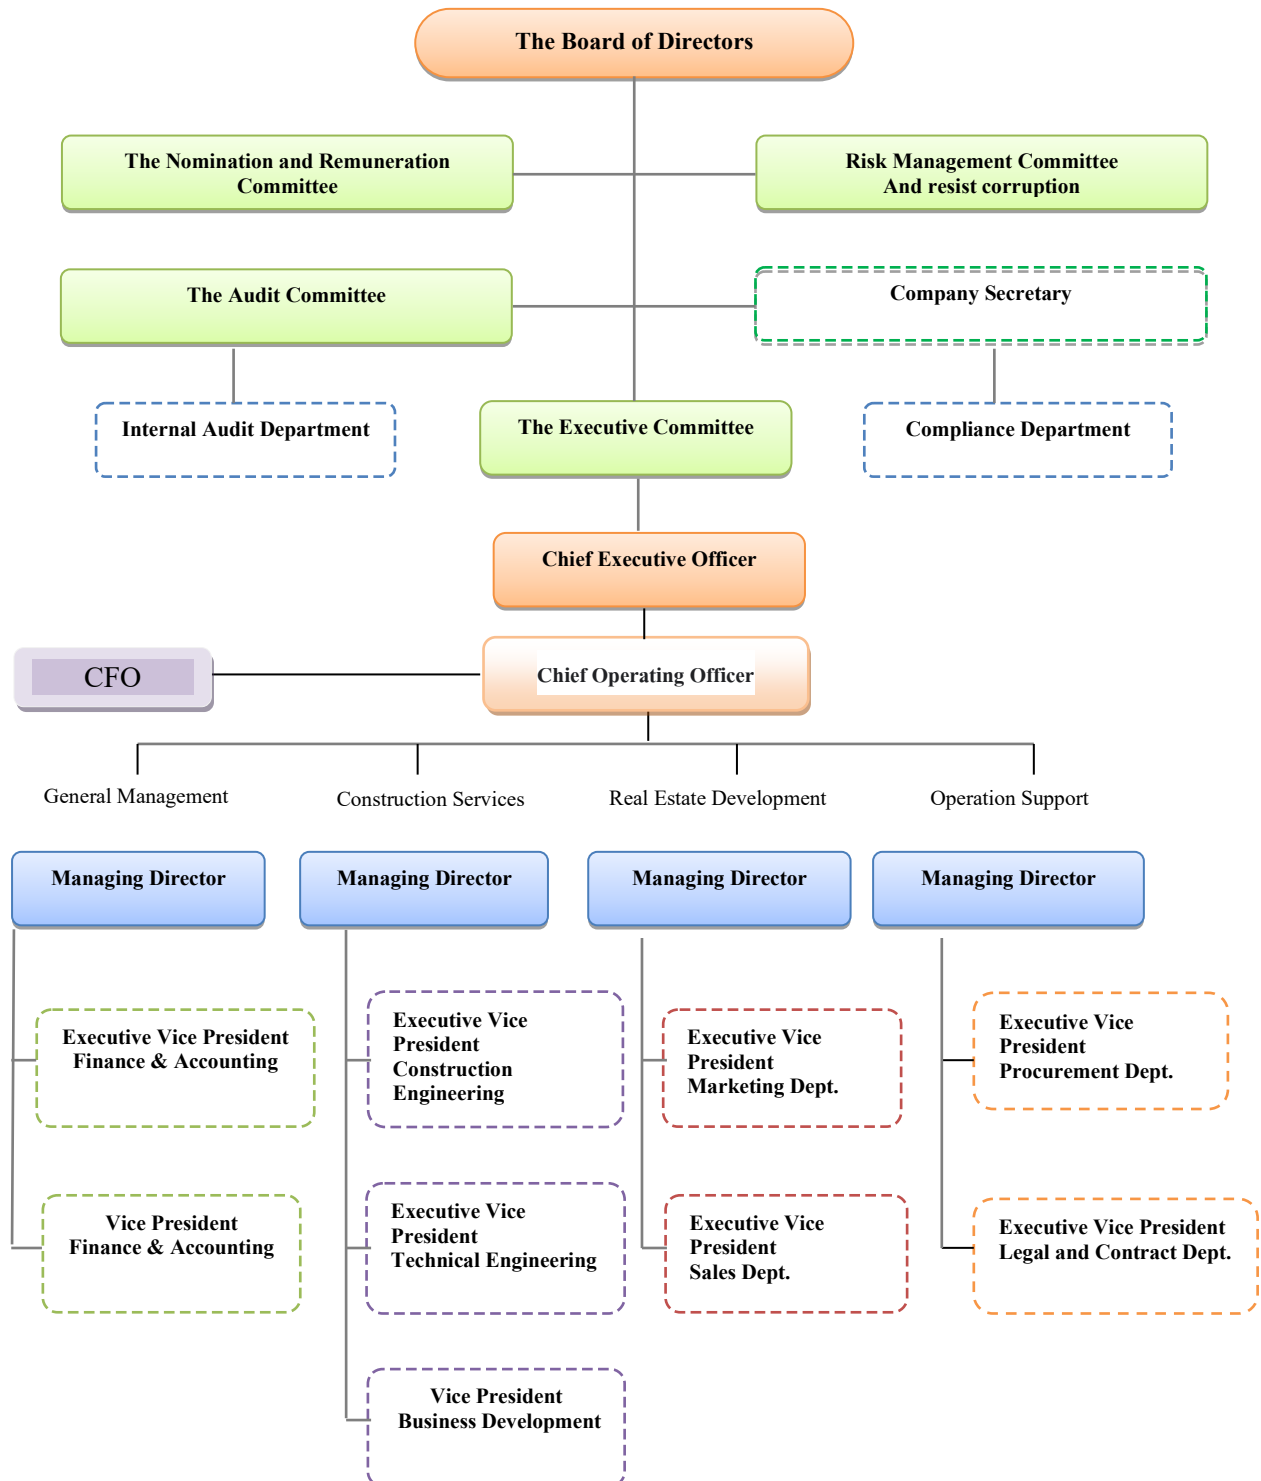 The Board of Directors
The Nomination and Remuneration
Committee
Risk Management Committee
And resist corruption
The Audit Committee
Company Secretary
Internal Audit Department
The Executive Committee
Compliance Department
Chief Executive Officer
CFO
Chief Operating Officer
General Management
Construction Services
Real Estate Development
Operation Support
Managing Director
Managing Director
Managing Director
Managing Director
Executive Vice President
Finance & Accounting
Executive Vice
President
Construction
Engineering
Executive Vice
President
Marketing Dept.
Executive Vice
President
Procurement Dept.
Vice President
Finance & Accounting
Executive Vice
President
Technical Engineering
Executive Vice
President
Sales Dept.
Executive Vice President
Legal and Contract Dept.
Vice President
Business Development